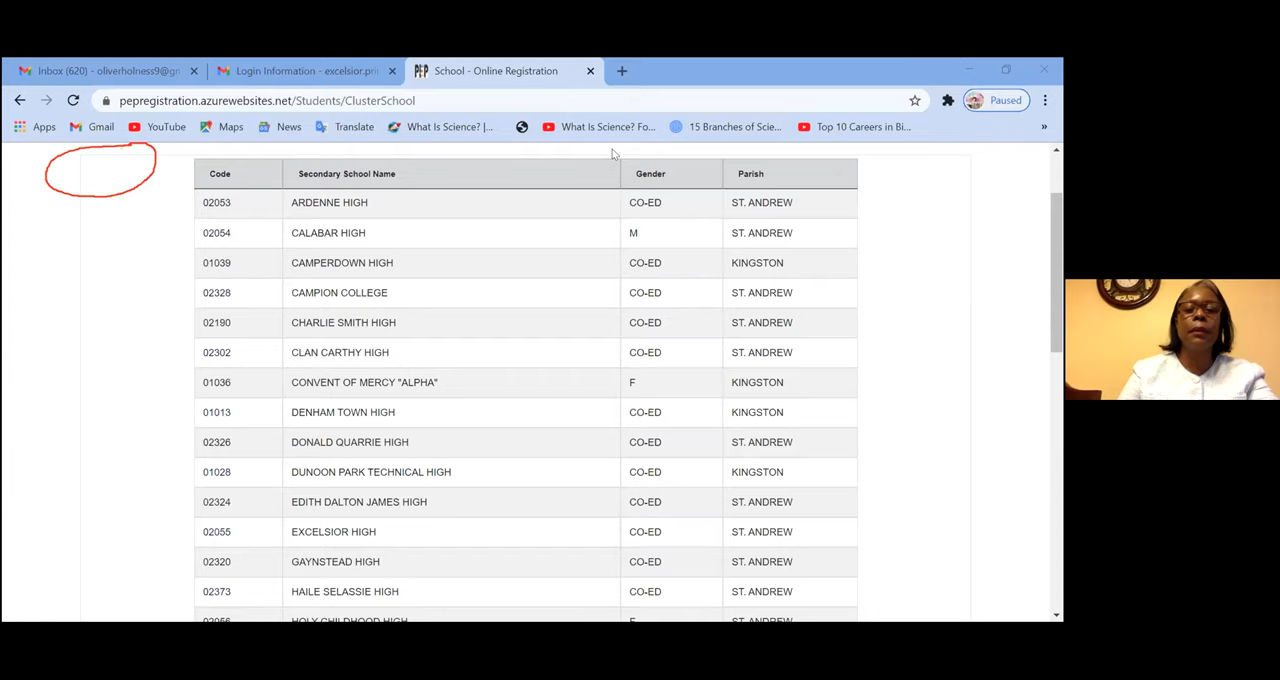 Inbox (620) - oliverholness9@gm
Login Information - excelsior.pri
PEP School - Online Registration
pepregistration.azurewebsites.net/Students/ClusterSchool
Paused
Apps Gmail YouTube Maps News Translate What Is Science? |... What Is Science? Fo... 15 Branches of Scie... Top 10 Careers in Bi... »
Code Secondary School Name Gender Parish
02053 ARDENNE HIGH CO-ED ST. ANDREW
02054 CALABAR HIGH M ST. ANDREW
01039 CAMPERDOWN HIGH CO-ED KINGSTON
02328 CAMPION COLLEGE CO-ED ST. ANDREW
02190 CHARLIE SMITH HIGH CO-ED ST. ANDREW
02302 CLAN CARTHY HIGH CO-ED ST. ANDREW
01036 CONVENT OF MERCY "ALPHA" F KINGSTON
01013 DENHAM TOWN HIGH CO-ED KINGSTON
02326 DONALD QUARRIE HIGH CO-ED ST. ANDREW
01028 DUNOON PARK TECHNICAL HIGH CO-ED KINGSTON
02324 EDITH DALTON JAMES HIGH CO-ED ST. ANDREW
02055 EXCELSIOR HIGH CO-ED ST. ANDREW
02320 GAYNSTEAD HIGH CO-ED ST. ANDREW
02373 HAILE SELASSIE HIGH CO-ED ST. ANDREW
02056 HOLY CHILDHOOD HIGH F